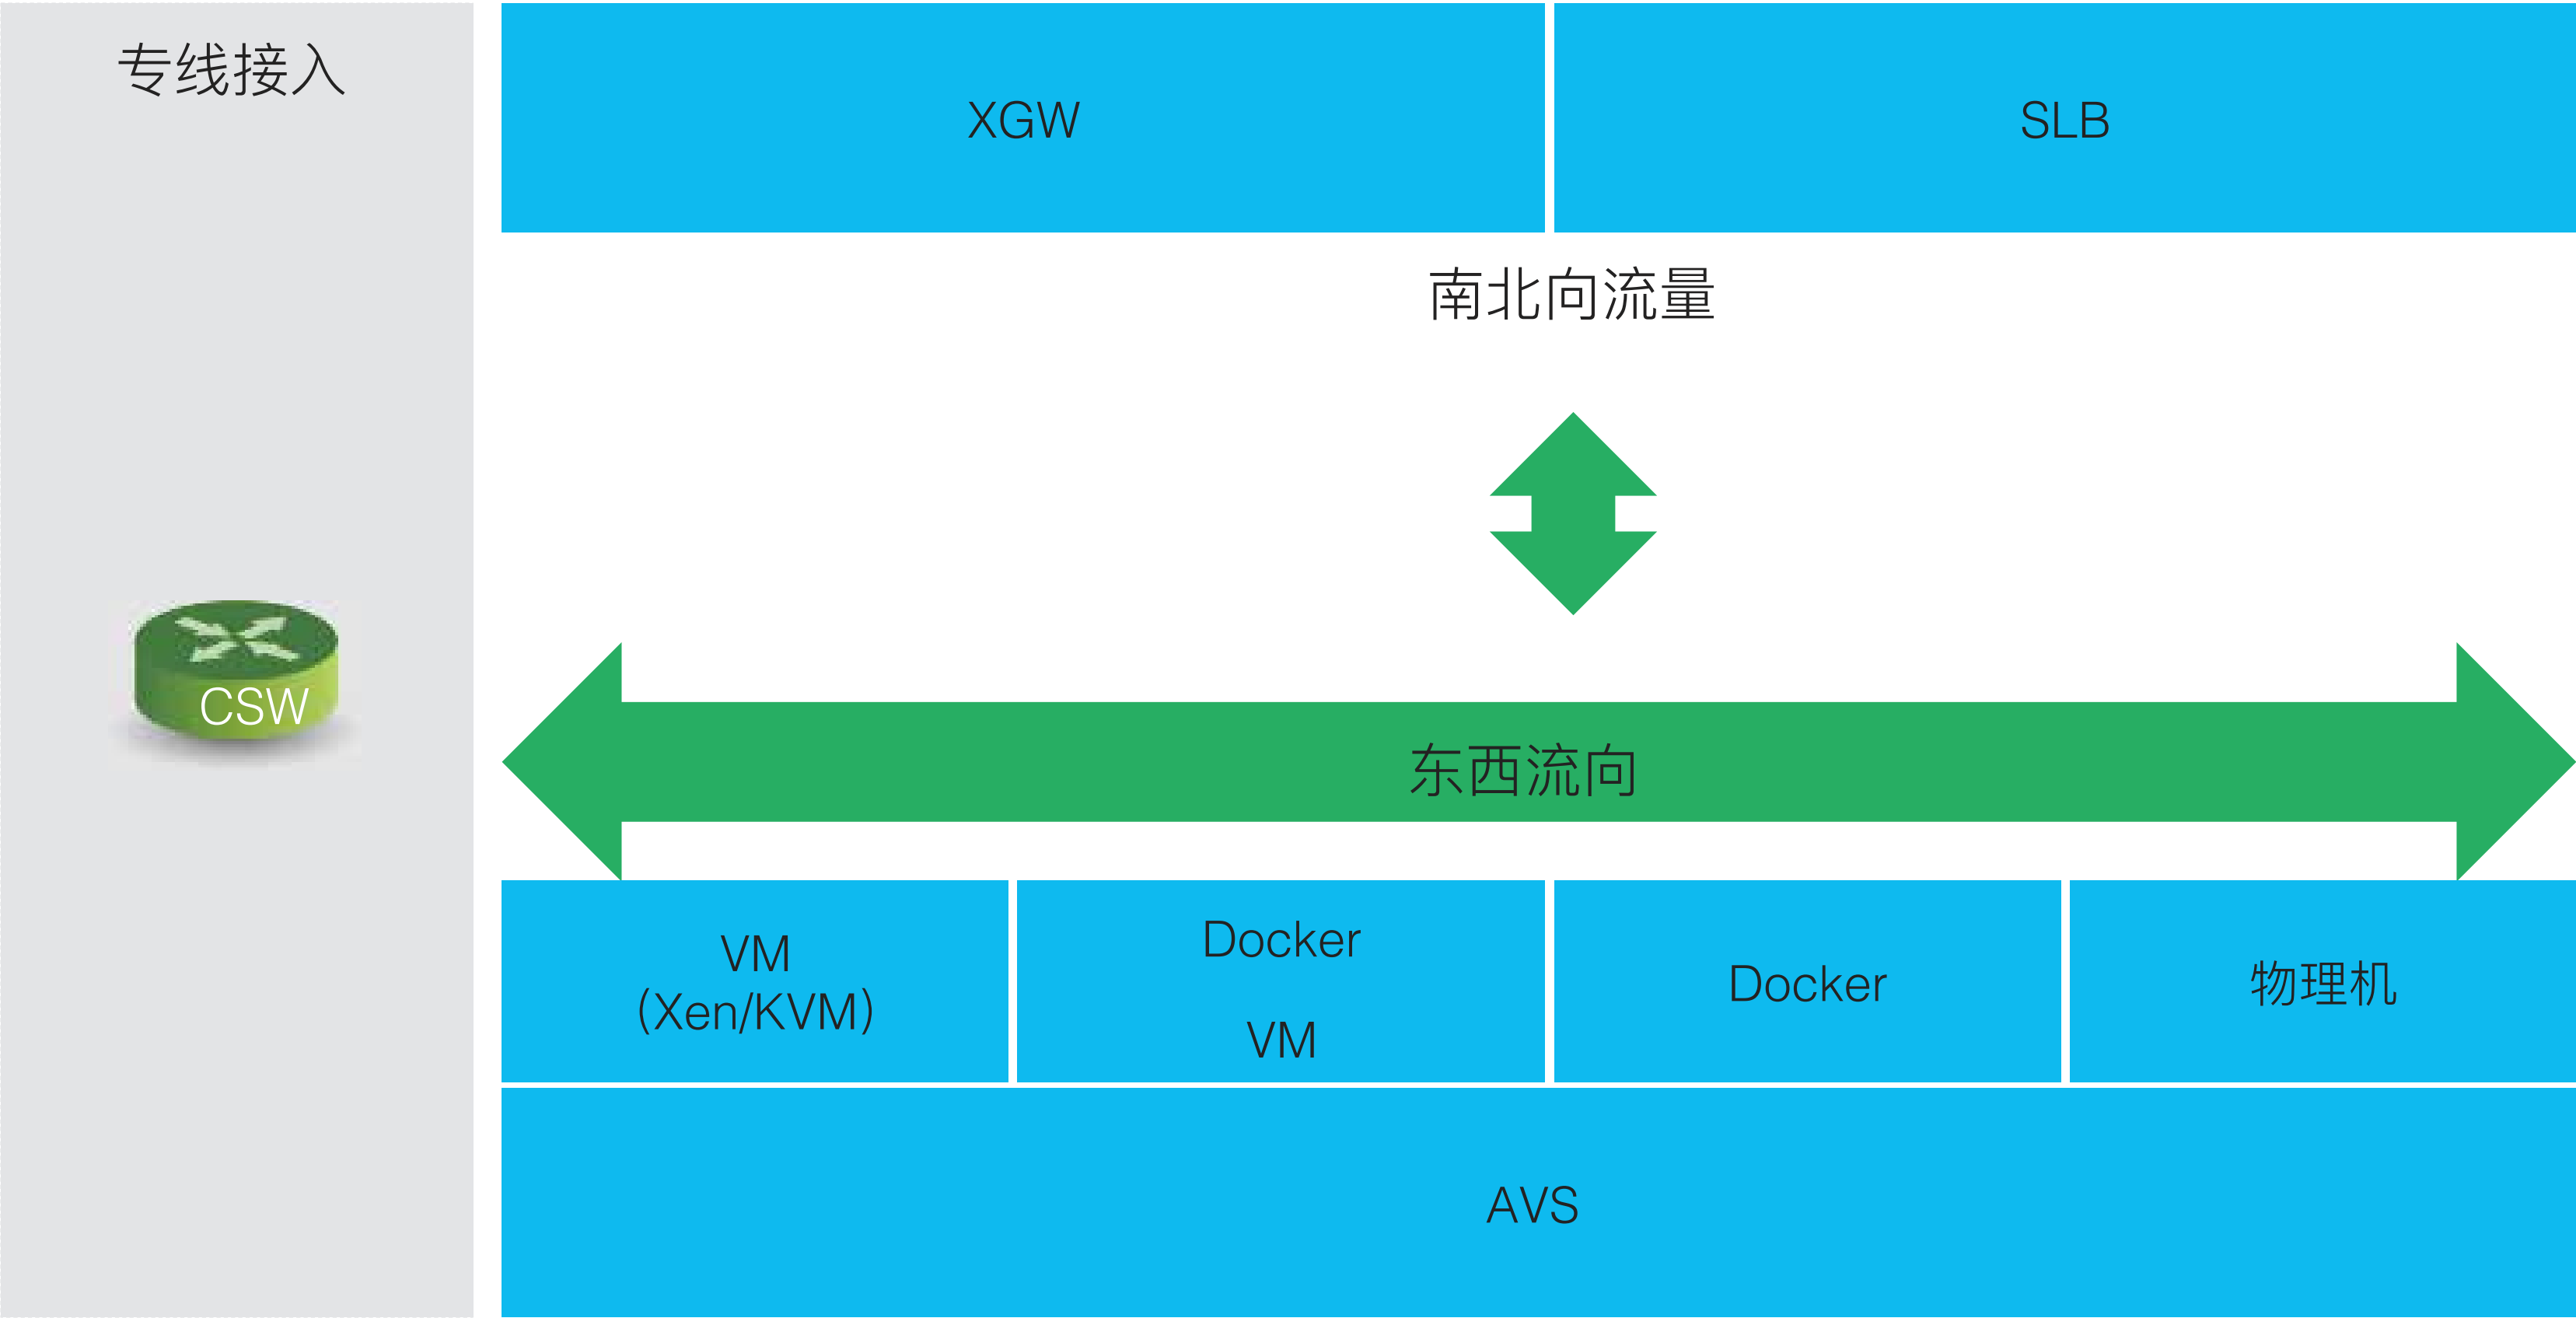 专线接入
CSW
XGW
SLB
南北向流量
东西流向
VM
(Xen/KVM)
Docker
VM
Docker
物理机
AVS